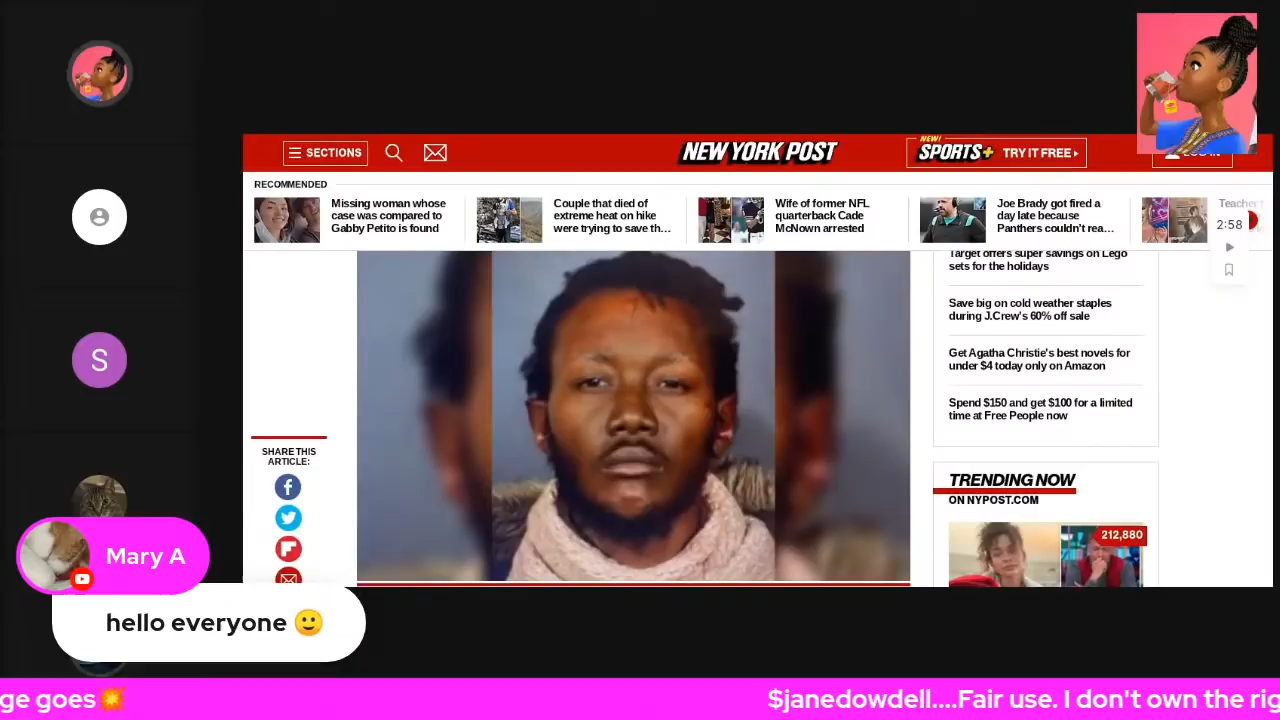 SECTIONS
NEW YORK POST
NEW!
SPORTS+ TRY IT FREE
RECOMMENDED
Missing woman whose
case was compared to
Gabby Petito is found
Couple that died of
extreme heat on hike
were trying to save th...
Wife of former NFL
quarterback Cade
McNown arrested
Joe Brady got fired a
day late because
Panthers couldn't rea...
Teacher
2:58
Target offers super savings on Lego
sets for the holidays
Save big on cold weather staples
during J.Crew's 60% off sale
Get Agatha Christie's best novels for
under $4 today only on Amazon
Spend $150 and get $100 for a limited
time at Free People now
SHARE THIS
ARTICLE:
TRENDING NOW
ON NYPOST.COM
212,880
S
Mary A
hello everyone 🙂
ge goes💥
$janedowdell....Fair use. I don't own the rig